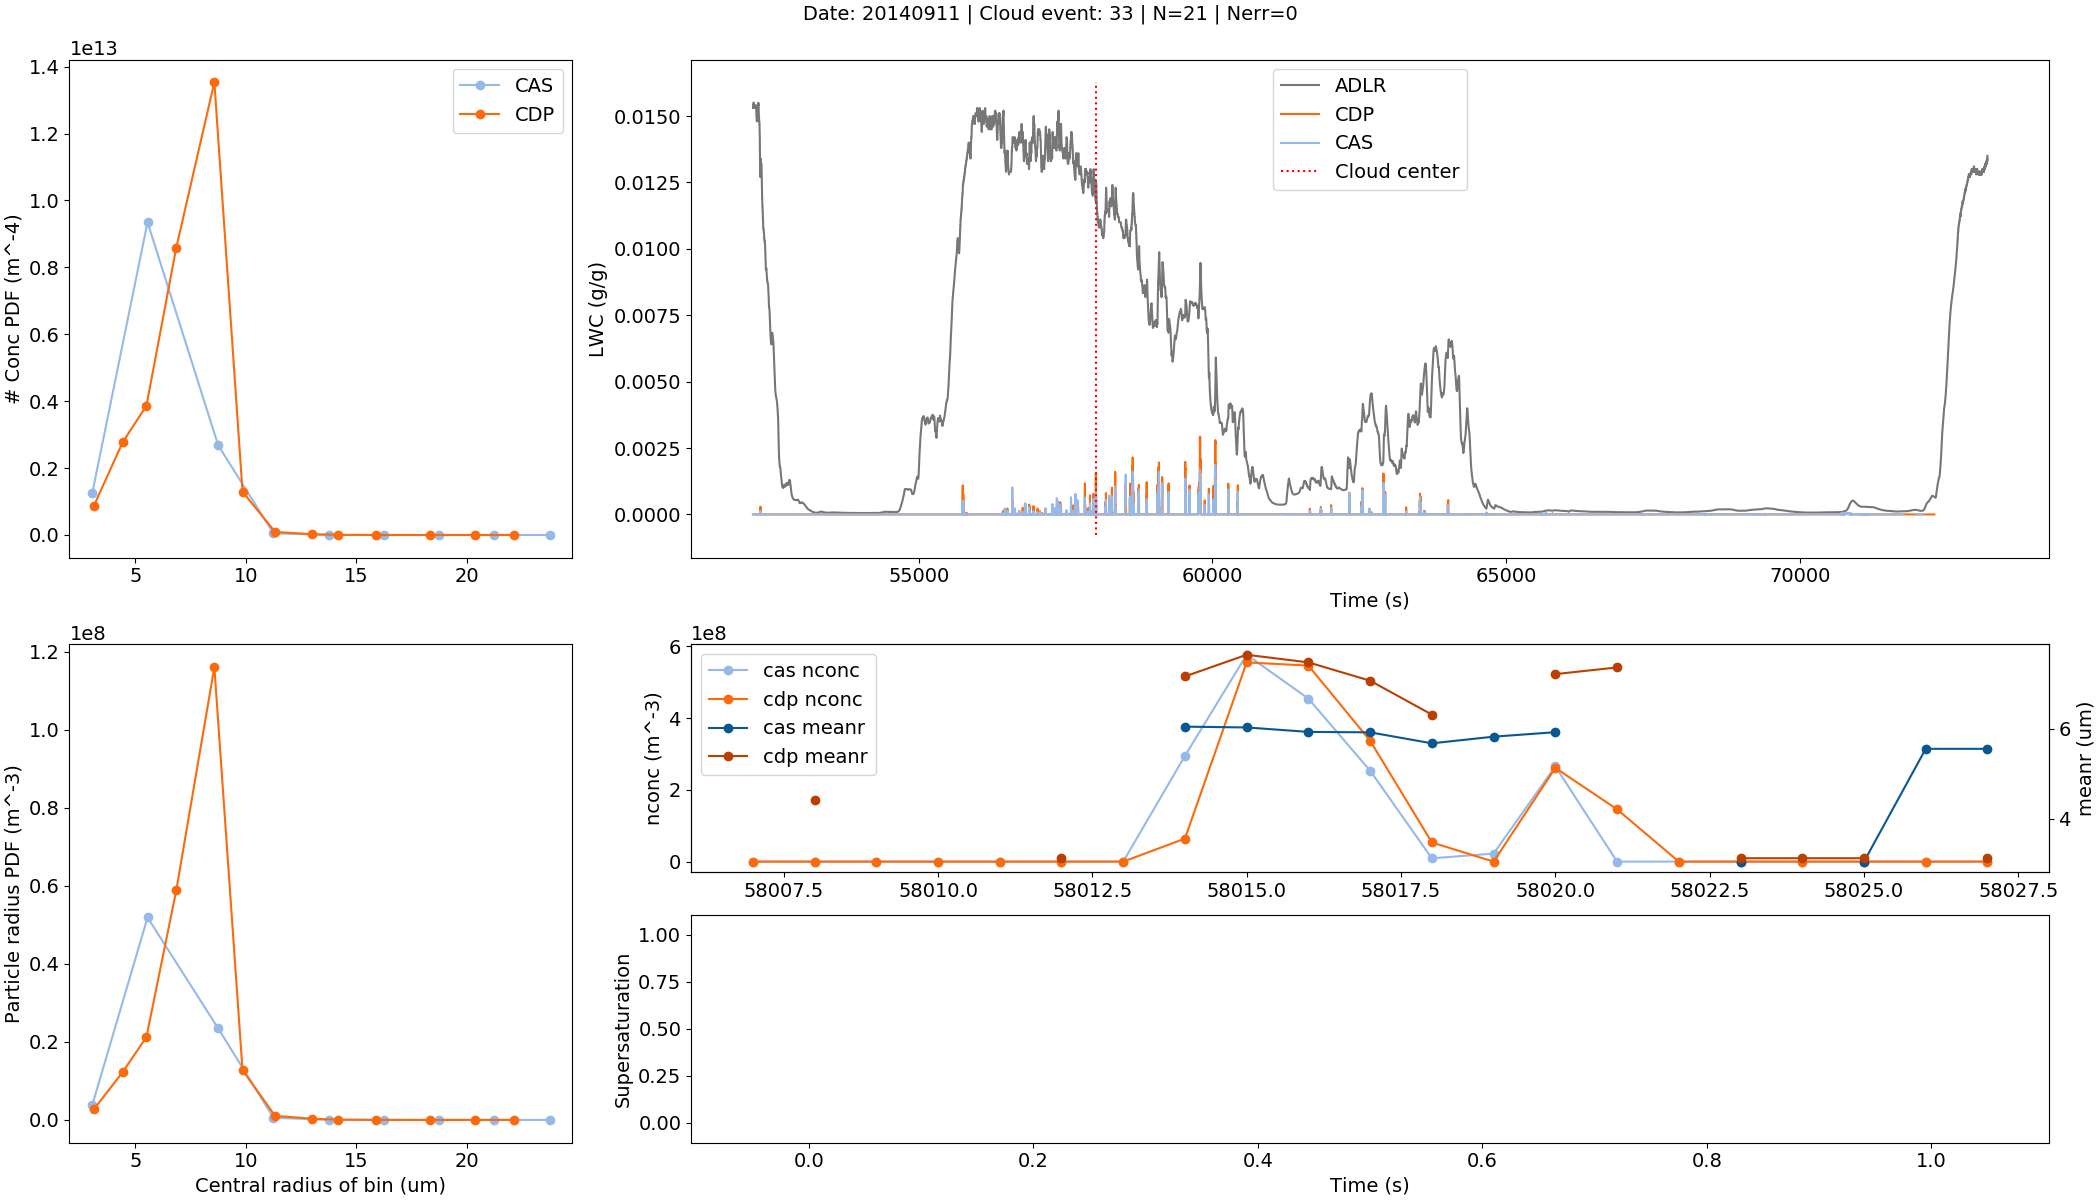 Date: 20140911 | Cloud event: 33 | N=21 | Nerr=0
1e13
1.4
1.2
1.0
0.8
0.6
0.4
0.2
0.0
# Conc PDF (m^-4)
CAS
CDP
5 10 15 20
0.0150
0.0125
0.0100
0.0075
0.0050
0.0025
0.0000
LWC (g/g)
ADLR
CDP
CAS
Cloud center
55000 60000 65000 70000
Time (s)
1e8
1.2
1.0
0.8
0.6
0.4
0.2
0.0
Particle radius PDF (m^-3)
5 10 15 20
Central radius of bin (um)
1e8
6
4
2
0
nconc (m^-3)
cas nconc
cdp nconc
cas meanr
cdp meanr
6
4
meanr (um)
58007.5 58010.0 58012.5 58015.0 58017.5 58020.0 58022.5 58025.0 58027.5
1.00
0.75
0.50
0.25
0.00
Supersaturation
0.0 0.2 0.4 0.6 0.8 1.0
Time (s)